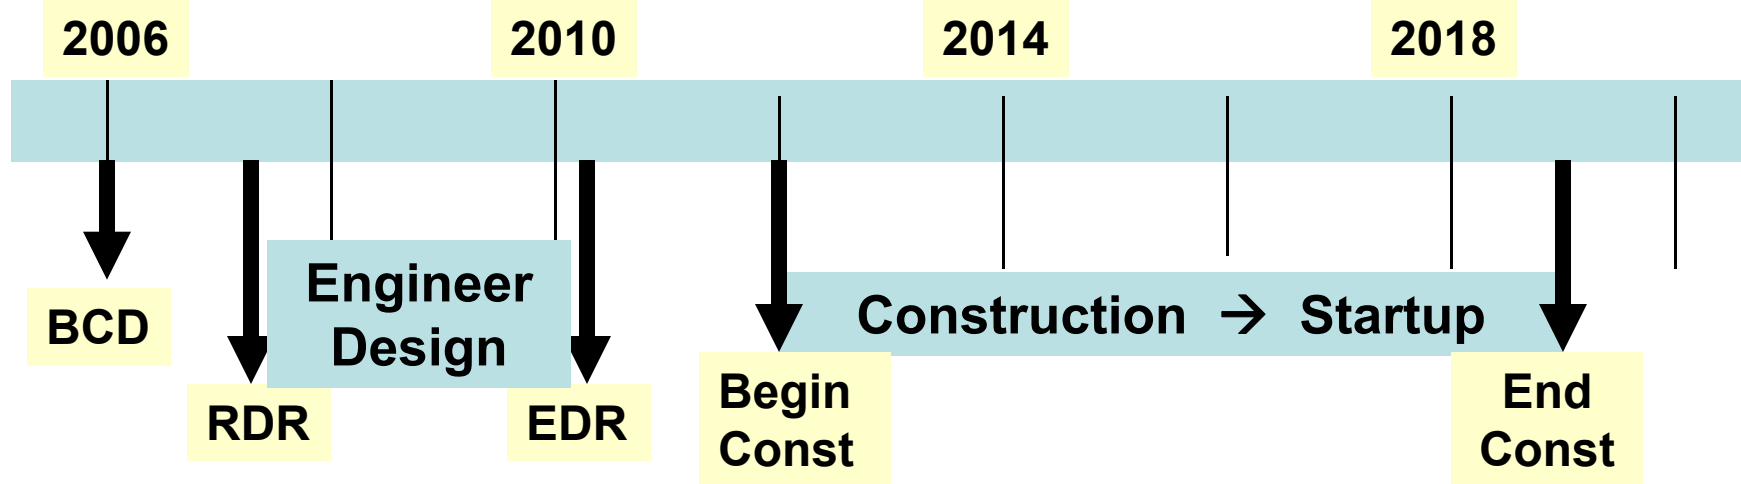 2006
2010
2014
2018
BCD
RDR
Engineer
Design
EDR
Begin
Const
Construction → Startup
End
Const